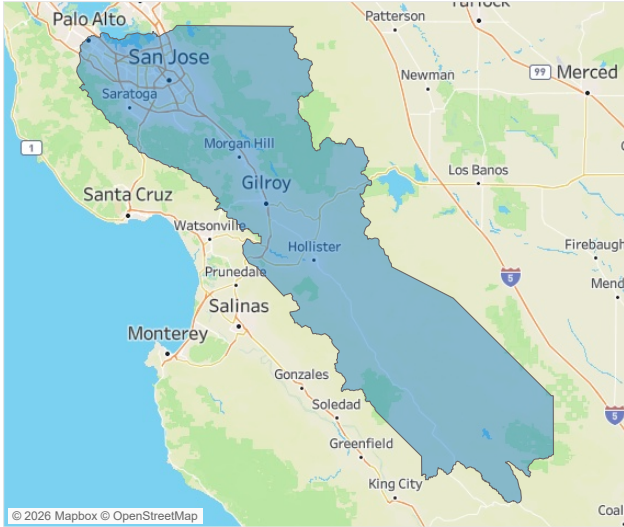 Patterson
Palo Alto
San Jose
Newman
99
Merced
Saratoga
1
Morgan Hill
Los Banos
Gilroy
Santa Cruz
Watsonville
Hollister
Firebaugh
5
Prunedale
Mend
Salinas
Monterey
Gonzales
Soledad
5
Greenfield
King City
Coal
© 2026 Mapbox © OpenStreetMap